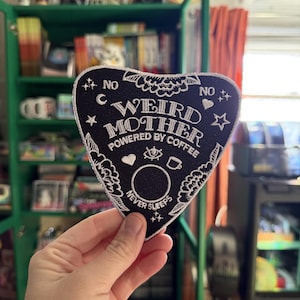 NO
NO
WEIRD
MOTHER
POWERED BY COFFEE
NEVER SLEEPS